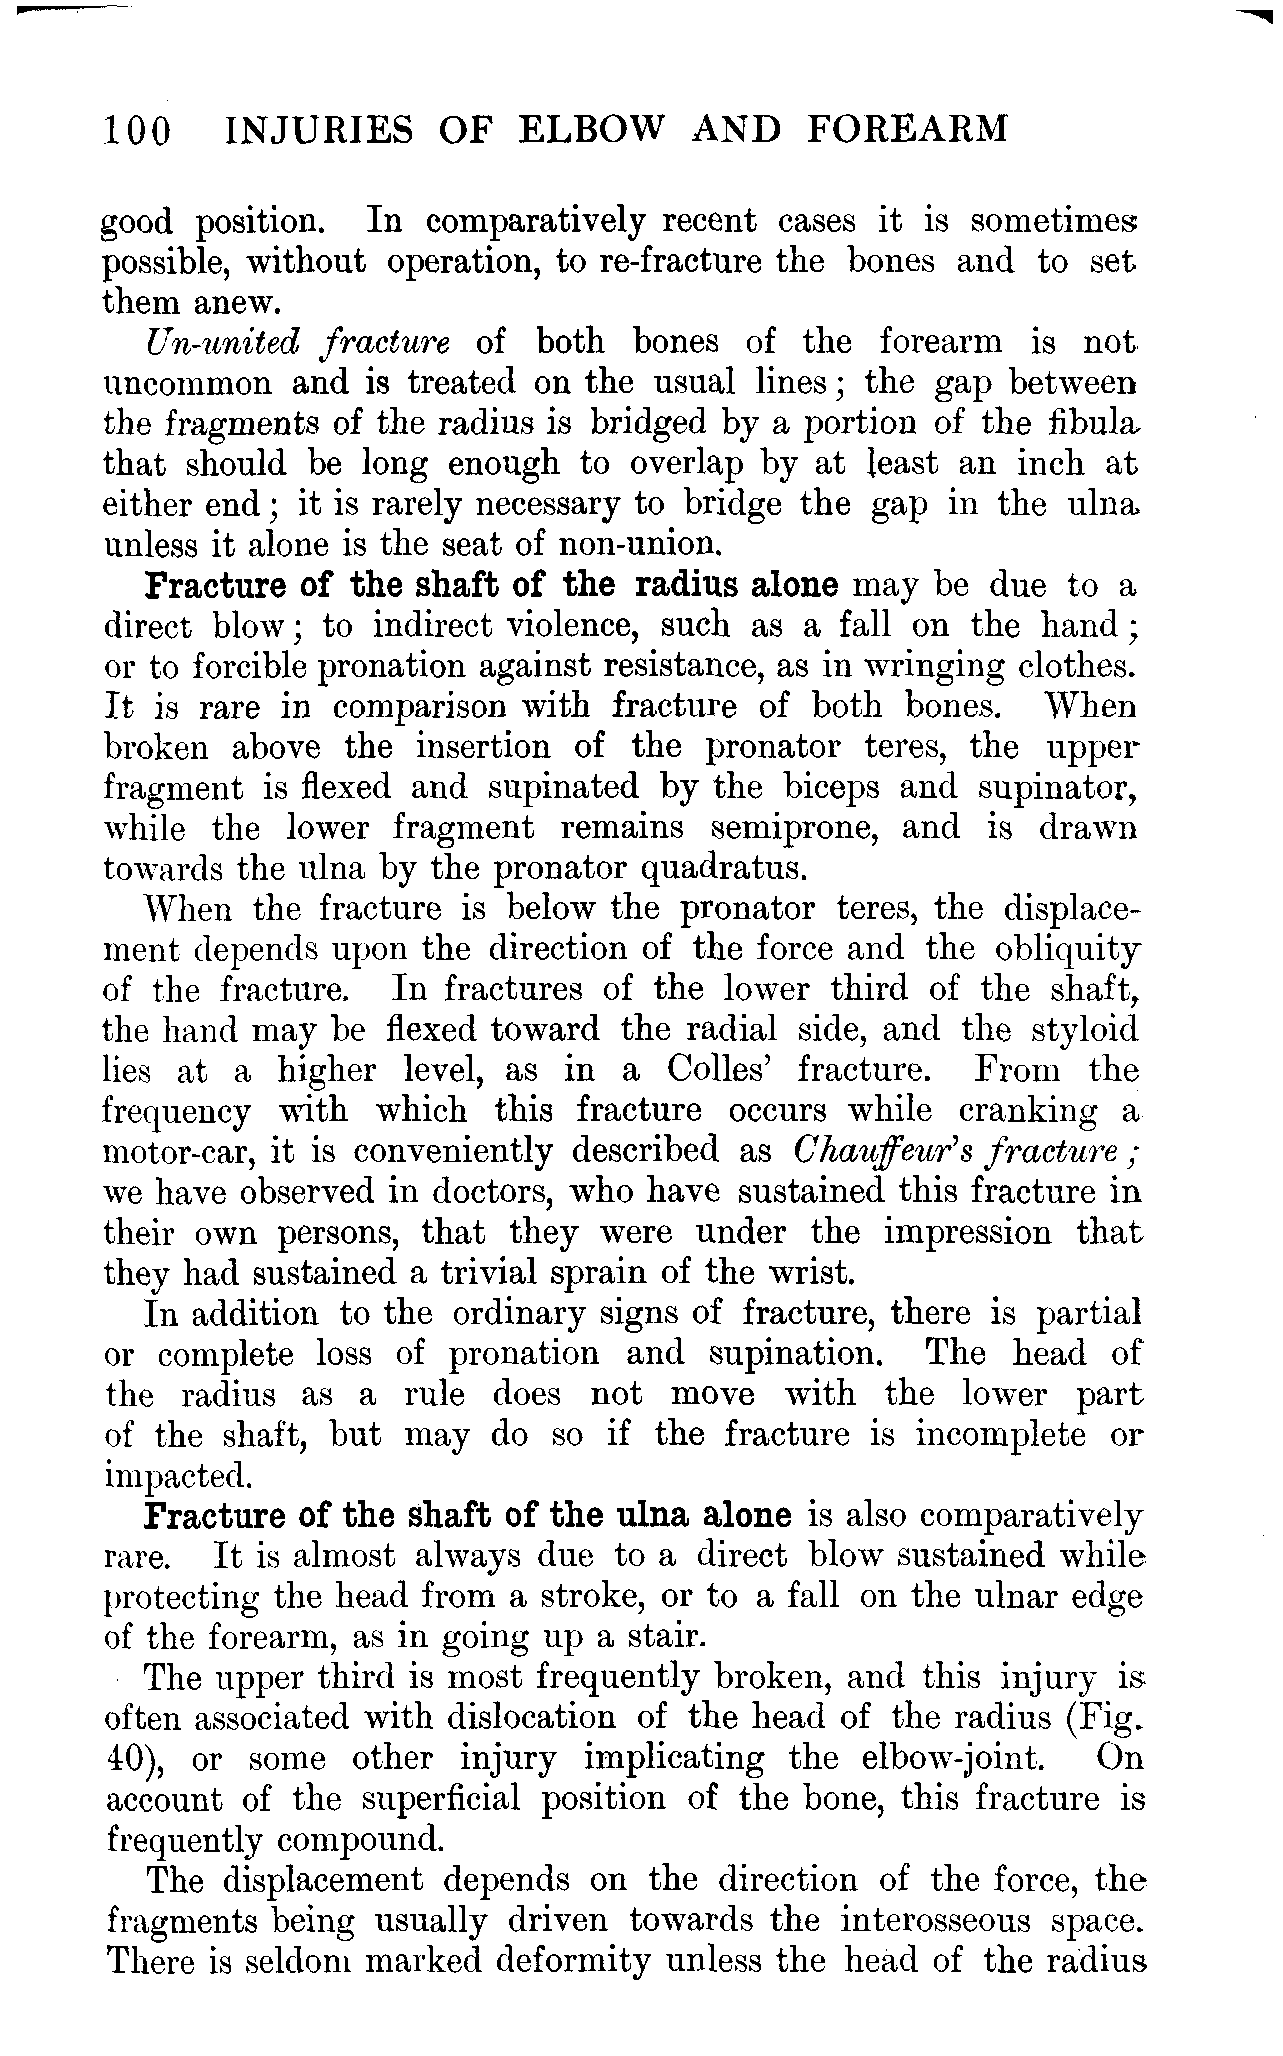 100 INJURIES OF ELBOW AND FOREARM
good position. In comparatively recent cases it is sometimes
possible, without operation, to re-fracture the bones and to set
them anew.
Un-united fracture of both bones of the forearm is not
uncommon and is treated on the usual lines; the gap between
the fragments of the radius is bridged by a portion of the fibula
that should be long enough to overlap by at least an inch at
either end; it is rarely necessary to bridge the gap in the ulna
unless it alone is the seat of non-union.
Fracture of the shaft of the radius alone may be due to a
direct blow; to indirect violence, such as a fall on the hand;
or to forcible pronation against resistance, as in wringing clothes.
It is rare in comparison with fracture of both bones. When
broken above the insertion of the pronator teres, the upper
fragment is flexed and supinated by the biceps and supinator,
while the lower fragment remains semiprone, and is drawn
towards the ulna by the pronator quadratus.
When the fracture is below the pronator teres, the displace-
ment depends upon the direction of the force and the obliquity
of the fracture. In fractures of the lower third of the shaft,
the hand may be flexed toward the radial side, and the styloid
lies at a higher level, as in a Colles' fracture. From the
frequency with which this fracture occurs while cranking a
motor-car, it is conveniently described as Chauffeur's fracture;
we have observed in doctors, who have sustained this fracture in
their own persons, that they were under the impression that
they had sustained a trivial sprain of the wrist.
In addition to the ordinary signs of fracture, there is partial
or complete loss of pronation and supination. The head of
the radius as a rule does not move with the lower part
of the shaft, but may do so if the fracture is incomplete or
impacted.
Fracture of the shaft of the ulna alone is also comparatively
rare. It is almost always due to a direct blow sustained while
protecting the head from a stroke, or to a fall on the ulnar edge
of the forearm, as in going up a stair.
The upper third is most frequently broken, and this injury is
often associated with dislocation of the head of the radius (Fig.
40), or some other injury implicating the elbow-joint. On
account of the superficial position of the bone, this fracture is
frequently compound.
The displacement depends on the direction of the force, the
fragments being usually driven towards the interosseous space.
There is seldom marked deformity unless the head of the radius